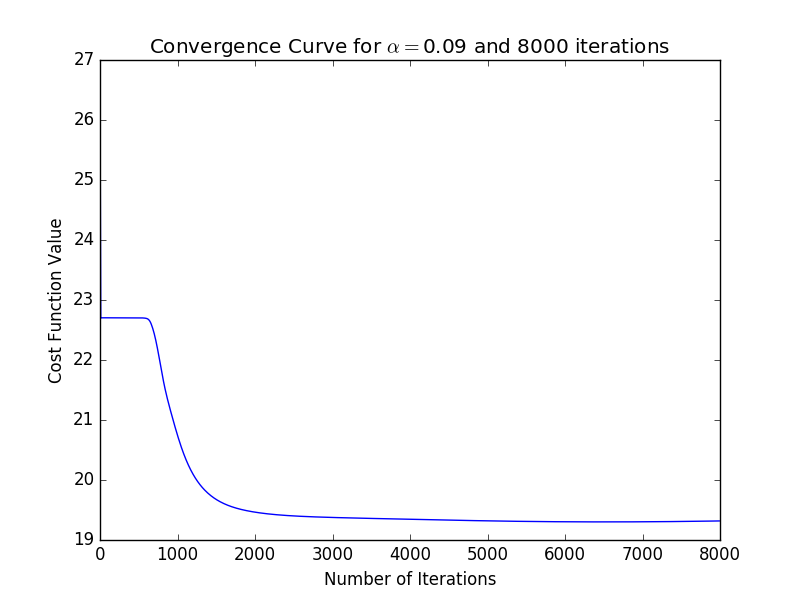 Convergence Curve for α = 0.09 and 8000 iterations
27
26
25
24
23
22
21
20
19
Cost Function Value
0 1000 2000 3000 4000 5000 6000 7000 8000
Number of Iterations